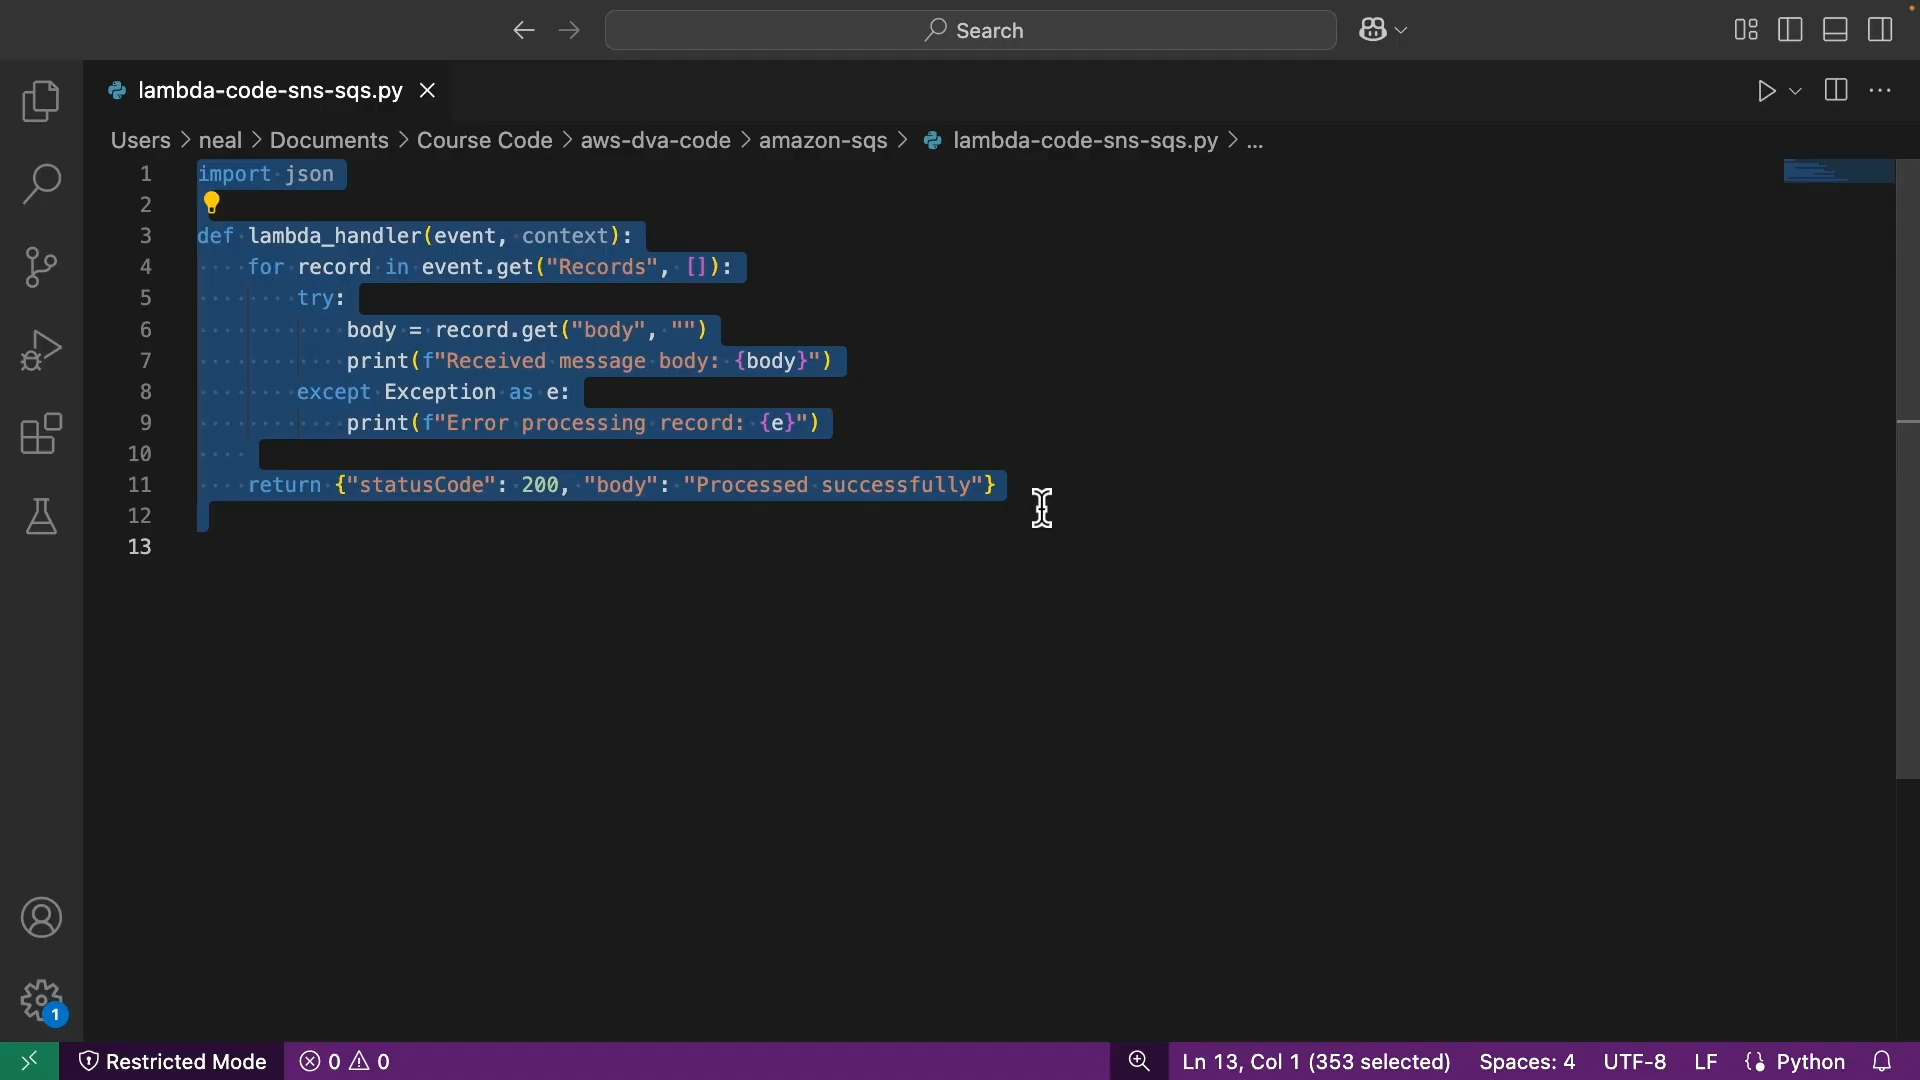 Search
lambda-code-sns-sqs.py
Users > neal > Documents > Course Code > aws-dva-code > amazon-sqs > lambda-code-sns-sqs.py > ...
1 import json
2
3 def lambda_handler(event, context):
4     for record in event.get("Records", []):
5         try:
6             body = record.get("body", "")
7             print(f"Received message body: {body}")
8         except Exception as e:
9             print(f"Error processing record: {e}")
10
11     return {"statusCode": 200, "body": "Processed successfully"}
12
13
1
Restricted Mode 0 0 Ln 13, Col 1 (353 selected) Spaces: 4 UTF-8 LF Python